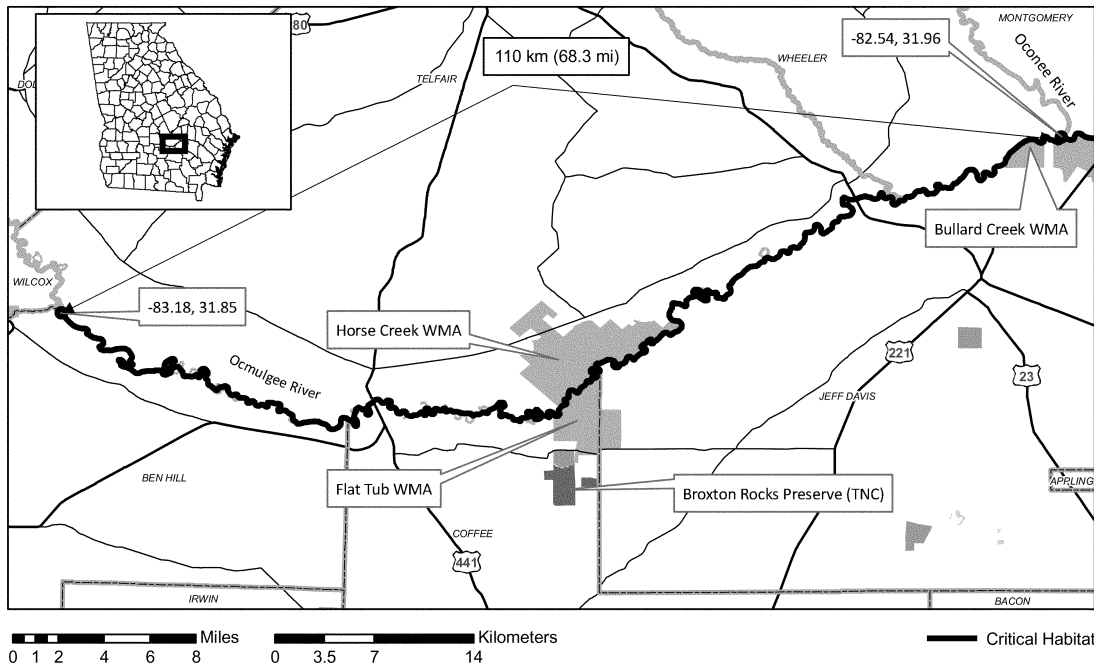 80
MONTGOMERY
-82.54, 31.96
110 km (68.3 mi)
WHEELER
Oconee River
TELFAIR
Bullard Creek WMA
WILCOX
-83.18, 31.85
Horse Creek WMA
Ocmulgee River
221
23
JEFF DAVIS
BEN HILL
Flat Tub WMA
Broxton Rocks Preserve (TNC)
APPLING
COFFEE
441
IRWIN
BACON
Miles
0 1 2 4 6 8
Kilometers
0 3.5 7 14
Critical Habitat